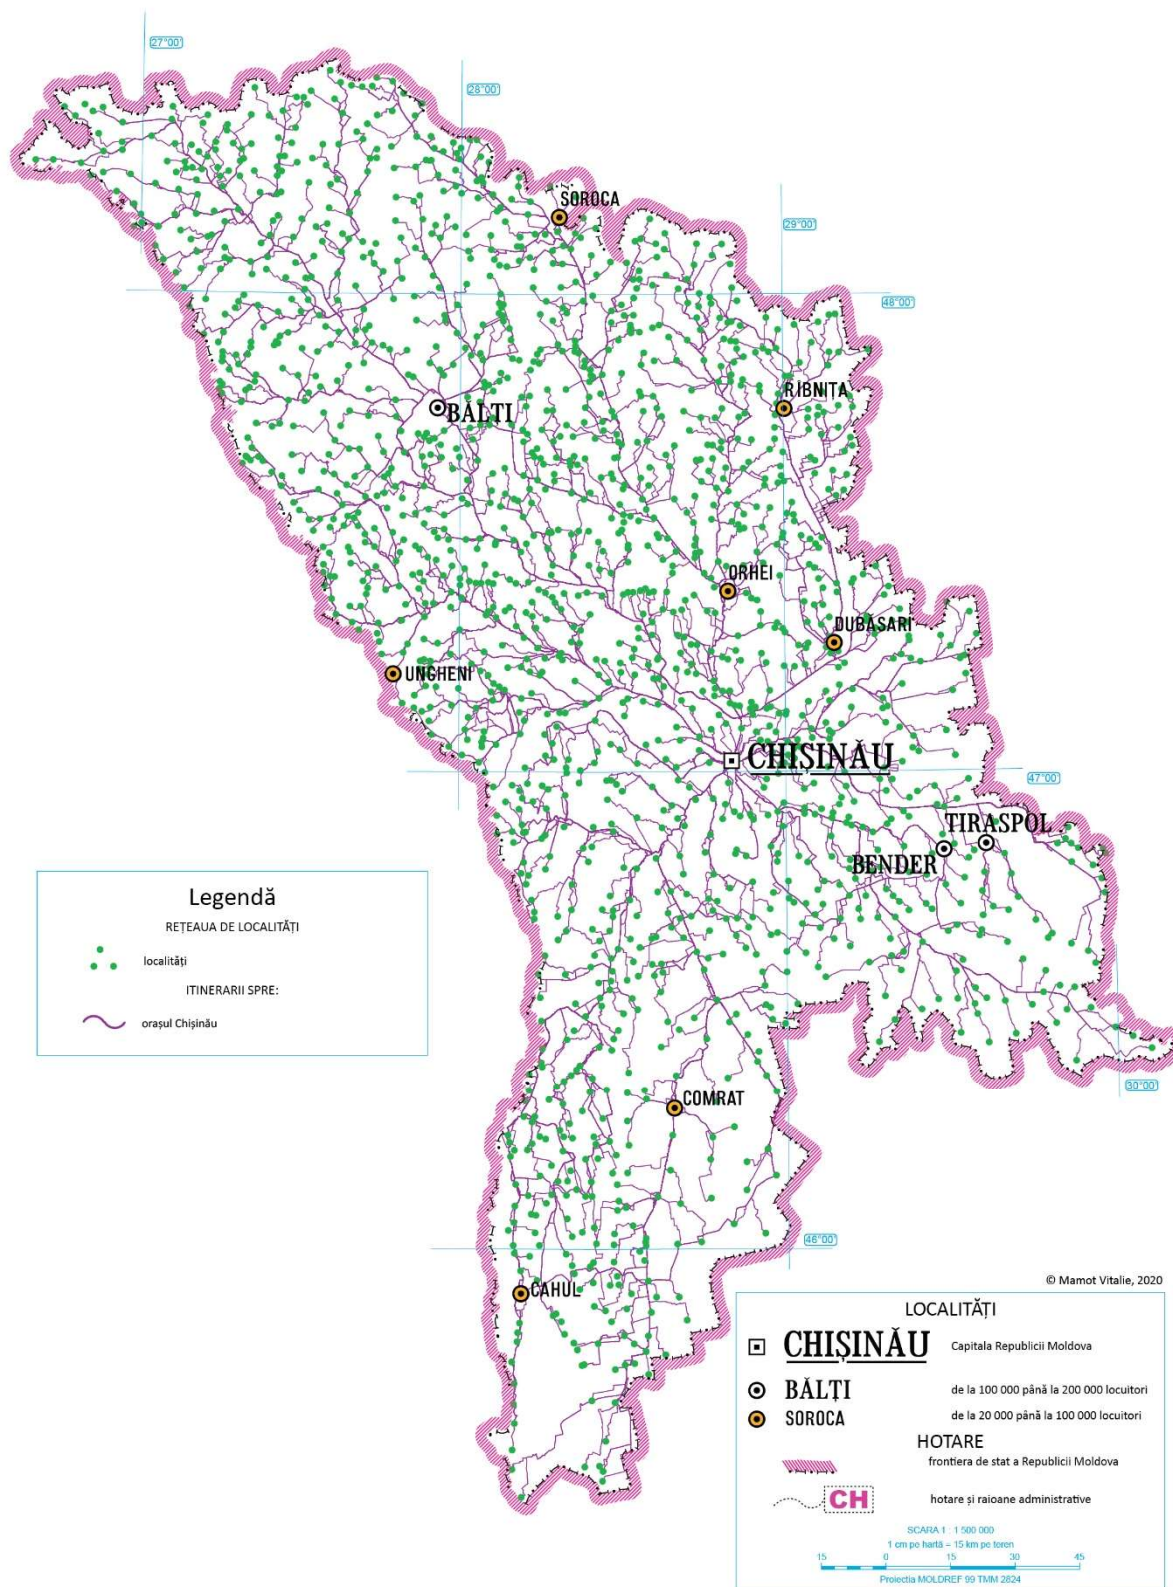 27°00'
28°00'
SOROCA
29°00'
48°00'
RÎBNIȚA
BĂLȚI
ORHEI
DUBĂSARI
UNGHENI
CHIȘINĂU
47°00'
TIRASPOL
BENDER
Legendă
REȚEAUA DE LOCALITĂȚI
localități
ITINERARII SPRE:
orașul Chișinău
30°00'
COMRAT
46°00'
CAHUL
© Mamot Vitalie, 2020
LOCALITĂȚI
CHIȘINĂU Capitala Republicii Moldova
BĂLȚI de la 100 000 până la 200 000 locuitori
SOROCA de la 20 000 până la 100 000 locuitori
HOTARE
frontiera de stat a Republicii Moldova
CH hotare și raioane administrative
SCARA 1 : 1 500 000
1 cm pe hartă = 15 km pe teren
15 0 15 30 45
Proiectia MOLDREF 99 TMM 2824